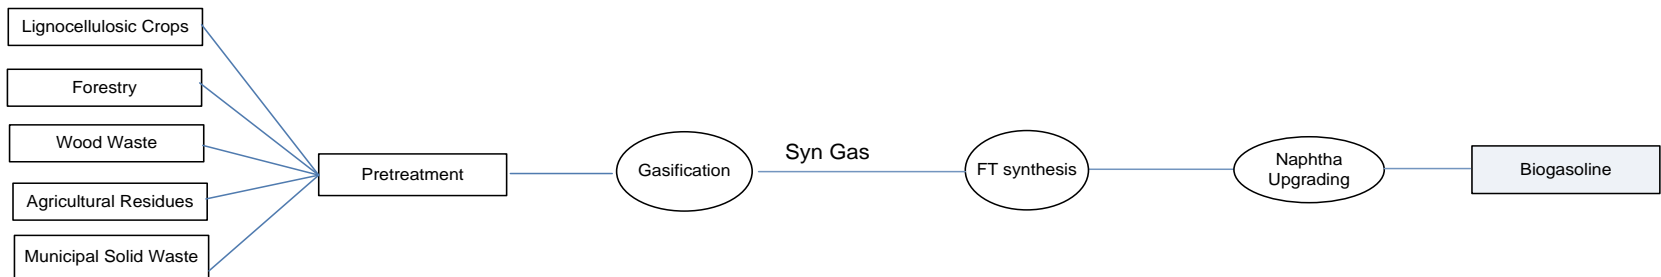 Lignocellulosic Crops
Forestry
Wood Waste
Agricultural Residues
Municipal Solid Waste
Pretreatment
Gasification
Syn Gas
FT synthesis
Naphtha
Upgrading
Biogasoline